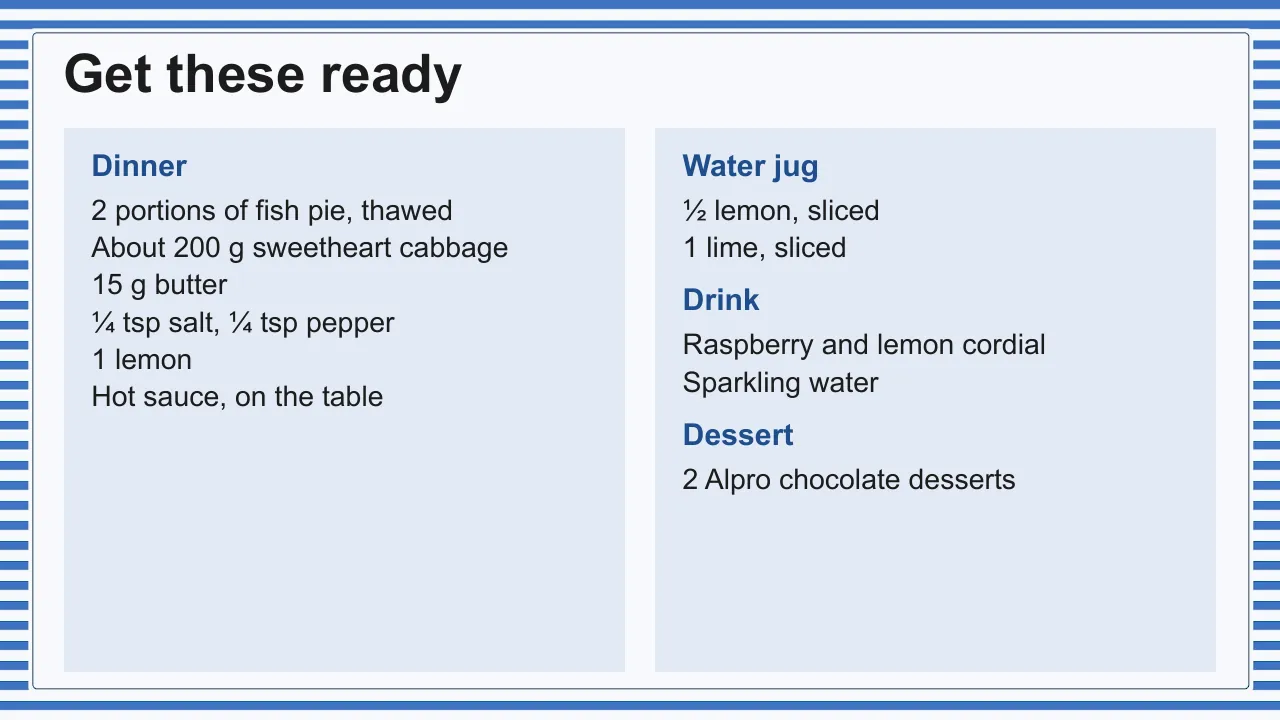 Get these ready
Dinner
2 portions of fish pie, thawed
About 200 g sweetheart cabbage
15 g butter
¼ tsp salt, ¼ tsp pepper
1 lemon
Hot sauce, on the table
Water jug
½ lemon, sliced
1 lime, sliced
Drink
Raspberry and lemon cordial
Sparkling water
Dessert
2 Alpro chocolate desserts